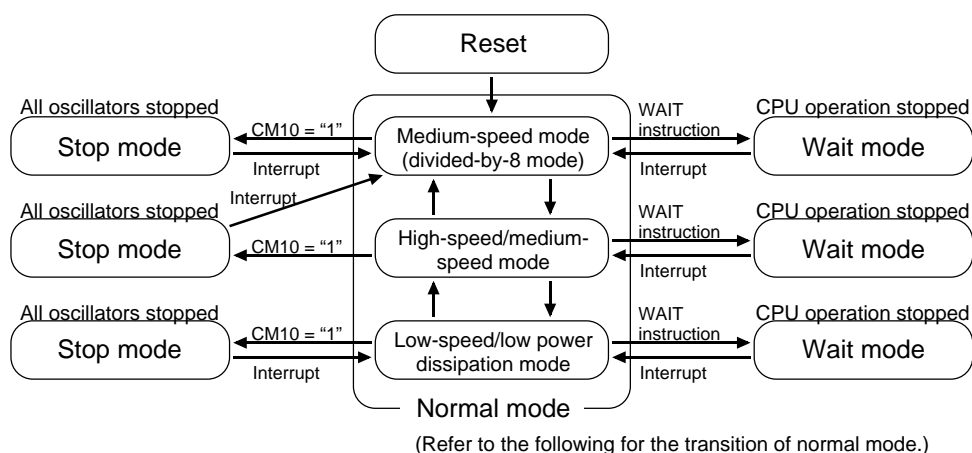 Reset
All oscillators stopped
Stop mode
CM10 = “1”
Interrupt
Medium-speed mode
(divided-by-8 mode)
WAIT
instruction
Interrupt
CPU operation stopped
Wait mode
Interrupt
All oscillators stopped
Stop mode
CM10 = “1”
High-speed/medium-
speed mode
WAIT
instruction
Interrupt
CPU operation stopped
Wait mode
All oscillators stopped
Stop mode
CM10 = “1”
Interrupt
Low-speed/low power
dissipation mode
WAIT
instruction
Interrupt
CPU operation stopped
Wait mode
Normal mode
(Refer to the following for the transition of normal mode.)